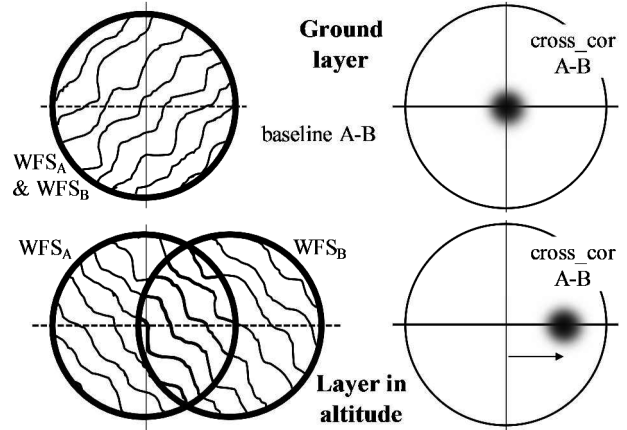 Ground
layer
cross_cor
A-B
baseline A-B
WFS_A
& WFS_B
WFS_A
WFS_B
cross_cor
A-B
Layer in
altitude